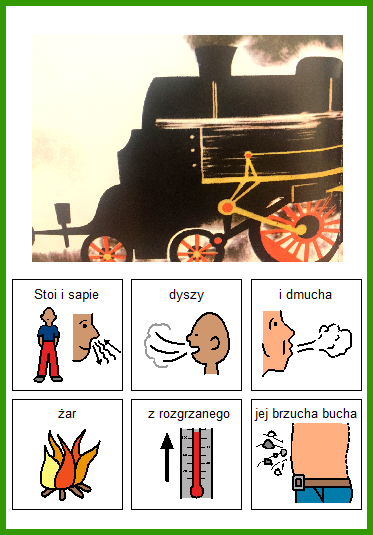 Stoi i sapie
dyszy
i dmucha
żar
z rozgrzanego
jej brzucha bucha